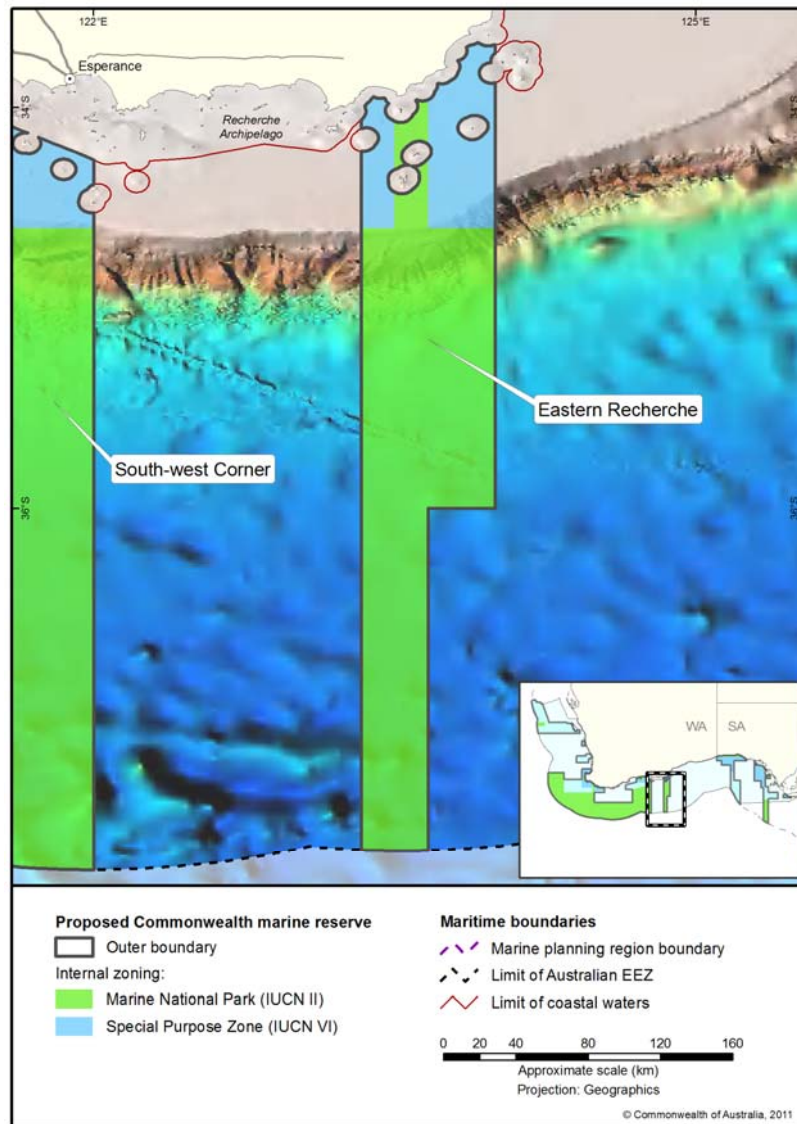 122°E
125°E
Esperance
34°S
34°S
Recherche
Archipelago
Eastern Recherche
South-west Corner
36°S
36°S
WA
SA
Proposed Commonwealth marine reserve
Outer boundary
Internal zoning:
Marine National Park (IUCN II)
Special Purpose Zone (IUCN VI)
Maritime boundaries
Marine planning region boundary
Limit of Australian EEZ
Limit of coastal waters
0 20 40 80 120 160
Approximate scale (km)
Projection: Geographics
© Commonwealth of Australia, 2011